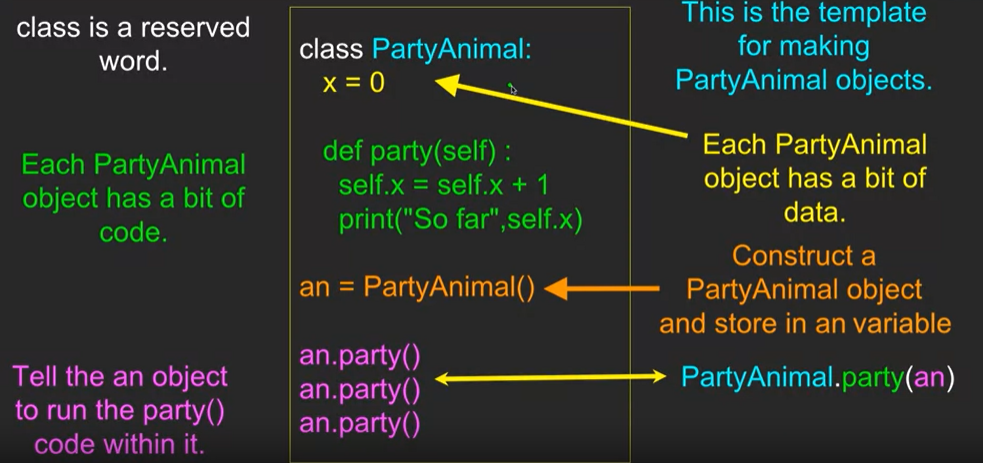 class is a reserved
word.
Each PartyAnimal
object has a bit of
code.
Tell the an object
to run the party()
code within it.
class PartyAnimal:
x = 0
def party(self) :
self.x = self.x + 1
print("So far",self.x)
an = PartyAnimal()
an.party()
an.party()
an.party()
This is the template
for making
PartyAnimal objects.
Each PartyAnimal
object has a bit of
data.
Construct a
PartyAnimal object
and store in an variable
PartyAnimal.party(an)